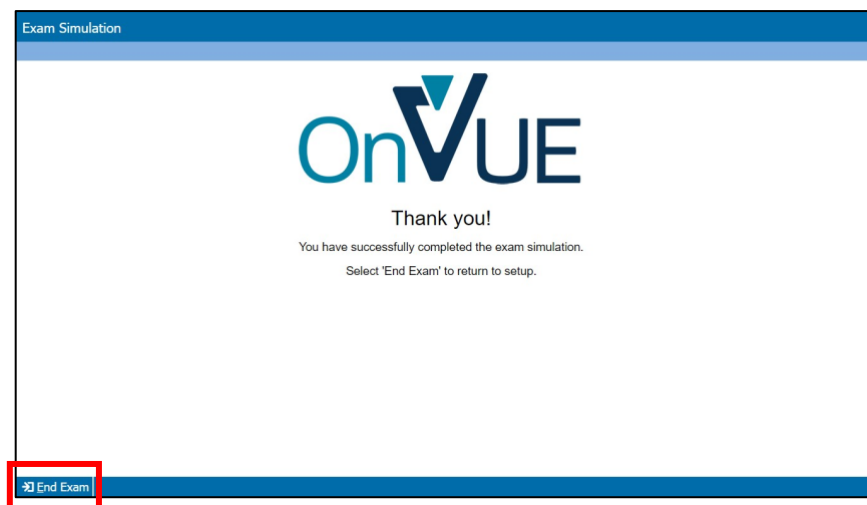 Exam Simulation
OnVUE
Thank you!
You have successfully completed the exam simulation.
Select 'End Exam' to return to setup.
End Exam